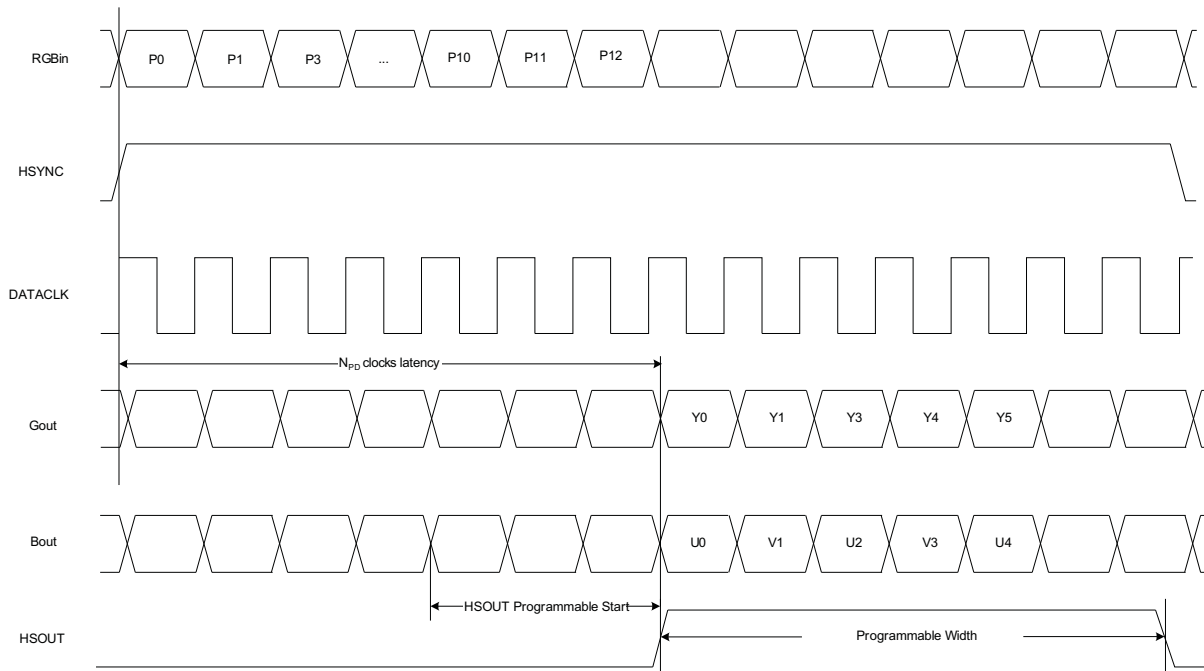 RGBin P0 P1 P3 ... P10 P11 P12
HSYNC
DATACLK
N_PD clocks latency
Gout Y0 Y1 Y3 Y4 Y5
Bout U0 V1 U2 V3 U4
HSOUT Programmable Start
HSOUT Programmable Width